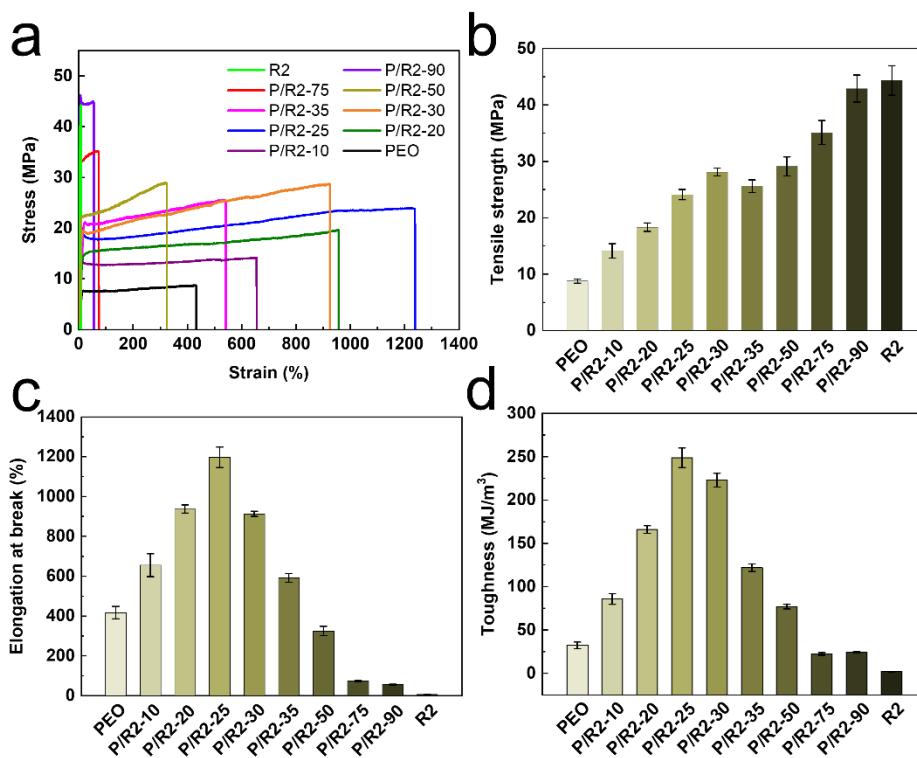 a
Stress (MPa)
50
40
30
20
10
0
R2
P/R2-75
P/R2-35
P/R2-25
P/R2-10
P/R2-90
P/R2-50
P/R2-30
P/R2-20
PEO
0 200 400 600 800 1000 1200 1400
Strain (%)
b
Tensile strength (MPa)
50
40
30
20
10
0
PEO P/R2-10 P/R2-20 P/R2-25 P/R2-30 P/R2-35 P/R2-50 P/R2-75 P/R2-90 R2
c
Elongation at break (%)
1400
1200
1000
800
600
400
200
0
PEO P/R2-10 P/R2-20 P/R2-25 P/R2-30 P/R2-35 P/R2-50 P/R2-75 P/R2-90 R2
d
Toughness (MJ/m³)
300
250
200
150
100
50
0
PEO P/R2-10 P/R2-20 P/R2-25 P/R2-30 P/R2-35 P/R2-50 P/R2-75 P/R2-90 R2